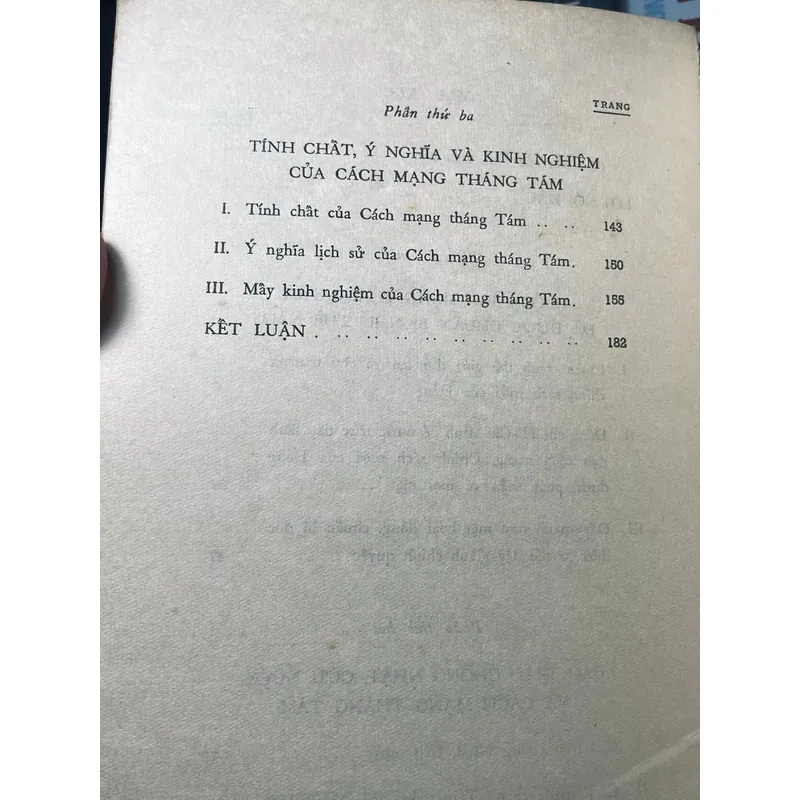 TRANG
Phần thứ ba
TÍNH CHẤT, Ý NGHĨA VÀ KINH NGHIỆM
CỦA CÁCH MẠNG THÁNG TÁM
I. Tính chất của Cách mạng tháng Tám .. .. 143
II. Ý nghĩa lịch sử của Cách mạng tháng Tám. 150
III. Mấy kinh nghiệm của Cách mạng tháng Tám. 155
KẾT LUẬN . .. .. .. .. .. .. .. .. .. 182